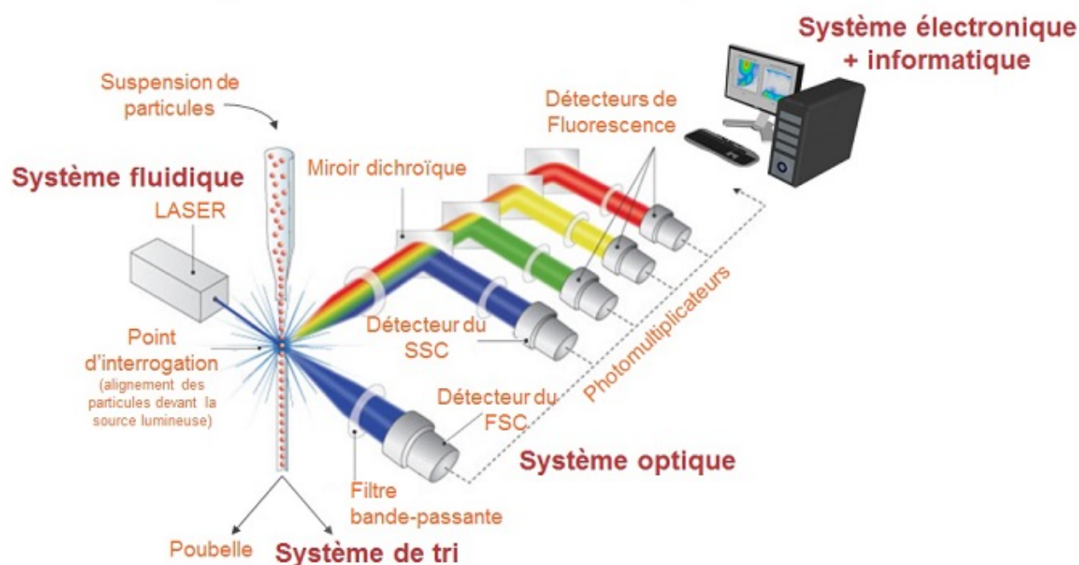 Système électronique
+ informatique
Suspension de
particules
Détecteurs de
Fluorescence
Miroir dichroïque
Système fluidique
LASER
Détecteur du
SSC
Point
d'interrogation
(alignement des
particules devant la
source lumineuse)
Photomultiplicateurs
Détecteur du
FSC
Système optique
Filtre
bande-passante
Poubelle
Système de tri